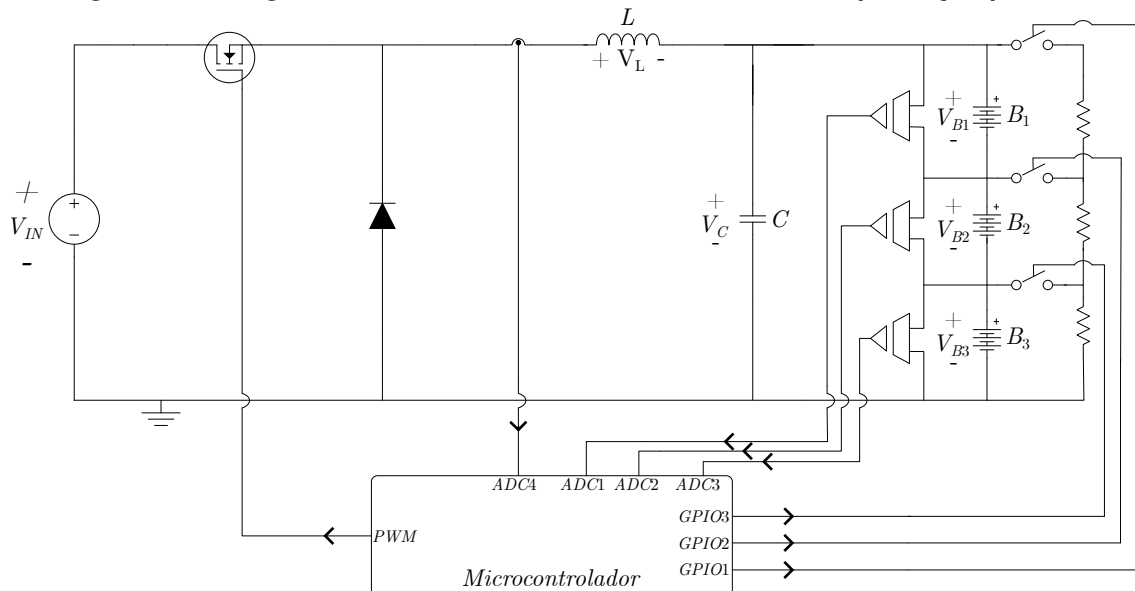 L
+ V_L -
+
V_IN
-
+
-
+
V_C
-
C
+
V_B1
-
+
B_1
+
V_B2
-
+
B_2
+
V_B3
-
+
B_3
ADC4 ADC1 ADC2 ADC3
PWM
GPIO3
GPIO2
GPIO1
Microcontrolador